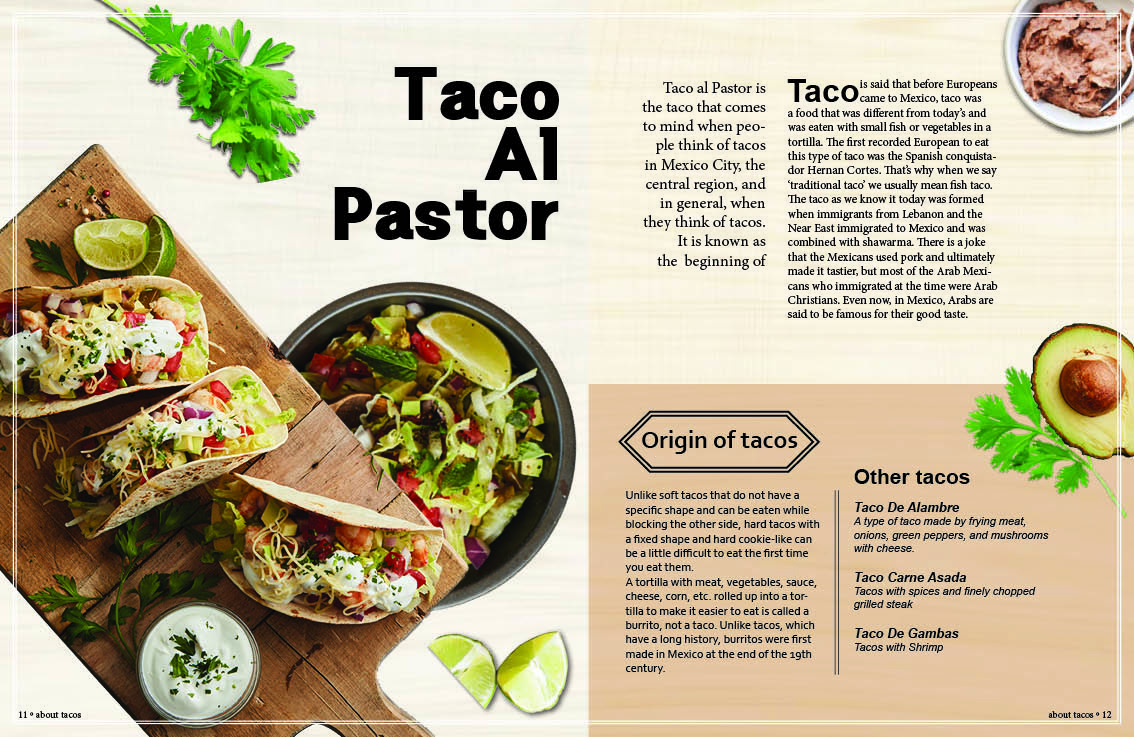 Taco
Al
Pastor
Taco al Pastor is
the taco that comes
to mind when peo-
ple think of tacos
in Mexico City, the
central region, and
in general, when
they think of tacos.
It is known as
the beginning of
Taco is said that before Europeans
came to Mexico, taco was
a food that was different from today's and
was eaten with small fish or vegetables in a
tortilla. The first recorded European to eat
this type of taco was the Spanish conquista-
dor Hernan Cortes. That's why when we say
'traditional taco' we usually mean fish taco.
The taco as we know it today was formed
when immigrants from Lebanon and the
Near East immigrated to Mexico and was
combined with shawarma. There is a joke
that the Mexicans used pork and ultimately
made it tastier, but most of the Arab Mexi-
cans who immigrated at the time were Arab
Christians. Even now, in Mexico, Arabs are
said to be famous for their good taste.
Origin of tacos
Unlike soft tacos that do not have a
specific shape and can be eaten while
blocking the other side, hard tacos with
a fixed shape and hard cookie-like can
be a little difficult to eat the first time
you eat them.
A tortilla with meat, vegetables, sauce,
cheese, corn, etc. rolled up into a tor-
tilla to make it easier to eat is called a
burrito, not a taco. Unlike tacos, which
have a long history, burritos were first
made in Mexico at the end of the 19th
century.
Other tacos
Taco De Alambre
A type of taco made by frying meat,
onions, green peppers, and mushrooms
with cheese.
Taco Carne Asada
Tacos with spices and finely chopped
grilled steak
Taco De Gambas
Tacos with Shrimp
11 º about tacos
about tacos º 12